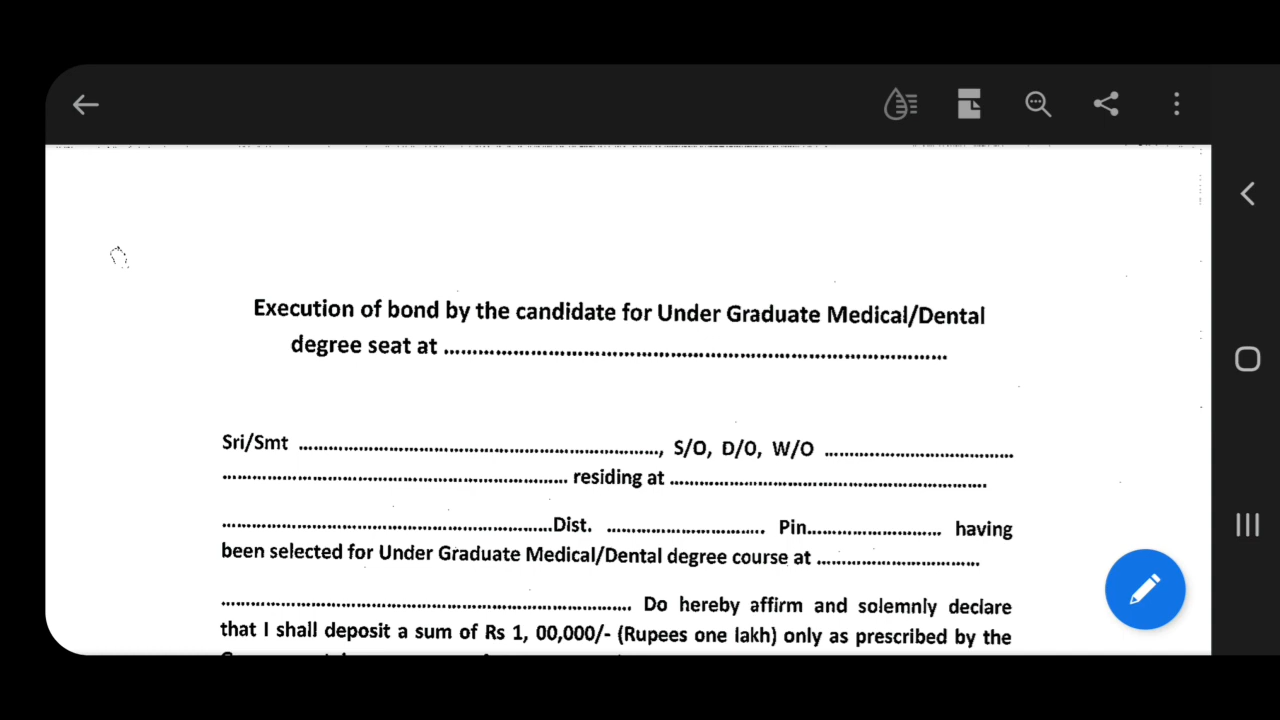 Execution of bond by the candidate for Under Graduate Medical/Dental
degree seat at ................................................................................
Sri/Smt .............................................................., S/O, D/O, W/O ................................
........................................................... residing at ......................................................
.........................................................Dist. ........................... Pin....................... having
been selected for Under Graduate Medical/Dental degree course at ............................
...................................................................... Do hereby affirm and solemnly declare
that I shall deposit a sum of Rs 1, 00,000/- (Rupees one lakh) only as prescribed by the